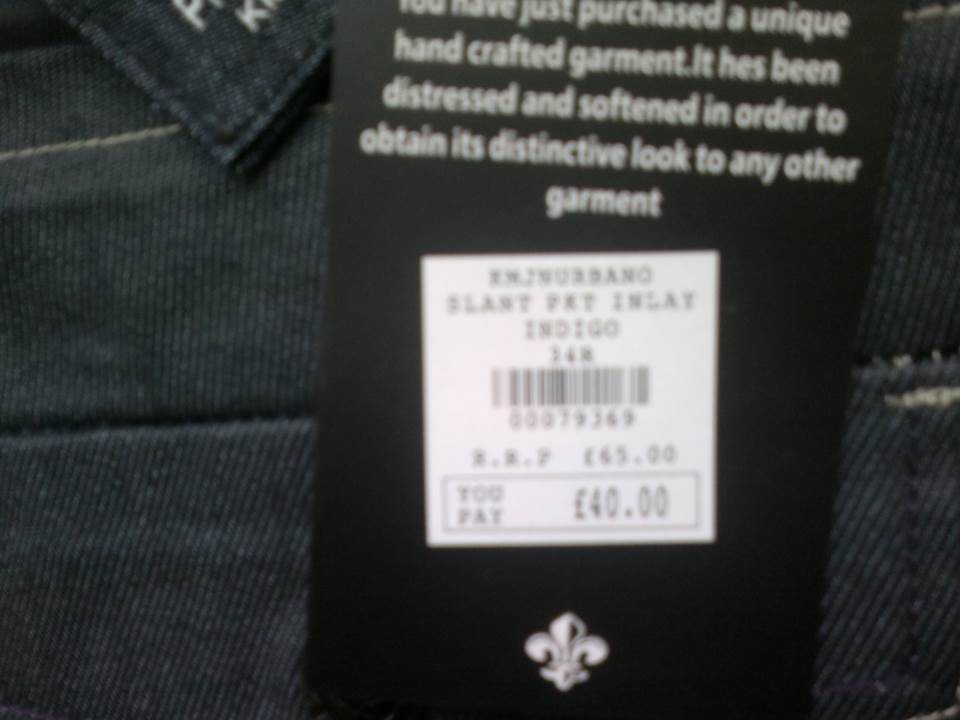 You have just purchased a unique
hand crafted garment.It hes been
distressed and softened in order to
obtain its distinctive look to any other
garment
KMJNURBANO
SLANT PKT INLAY
INDIGO
34R
00079369
R.R.P £65.00
YOU PAY £40.00